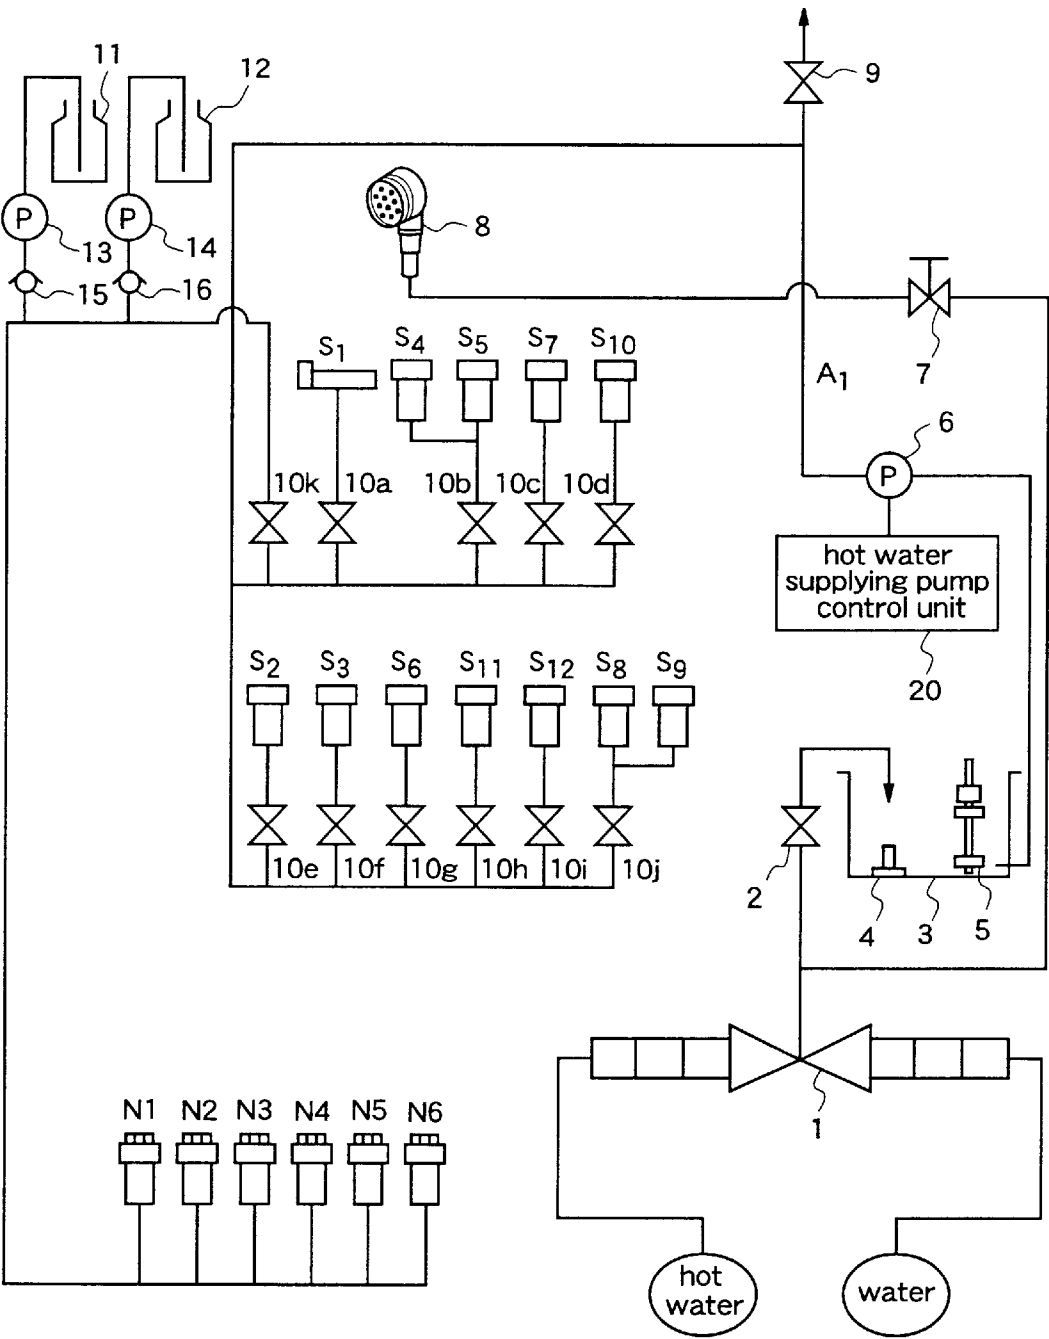 11
12
9
P
P
13
14
8
15
16
S1
S4
S5
S7
S10
A1
7
6
P
10k
10a
10b
10c
10d
hot water
supplying pump
control unit
20
S2
S3
S6
S11
S12
S8
S9
10e
10f
10g
10h
10i
10j
2
4
3
5
1
N1
N2
N3
N4
N5
N6
hot
water
water